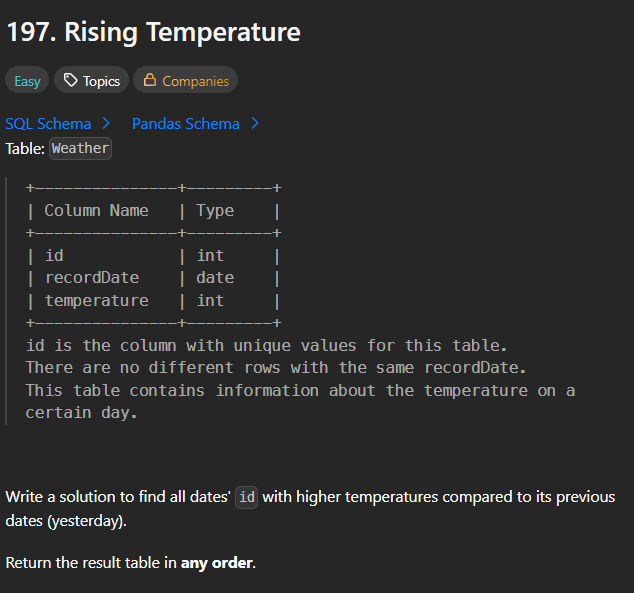 197. Rising Temperature
Easy Topics Companies
SQL Schema > Pandas Schema >
Table: Weather
+---------------+---------+
| Column Name   | Type    |
+---------------+---------+
| id            | int     |
| recordDate    | date    |
| temperature   | int     |
+---------------+---------+
id is the column with unique values for this table.
There are no different rows with the same recordDate.
This table contains information about the temperature on a
certain day.
Write a solution to find all dates' id with higher temperatures compared to its previous
dates (yesterday).
Return the result table in any order.